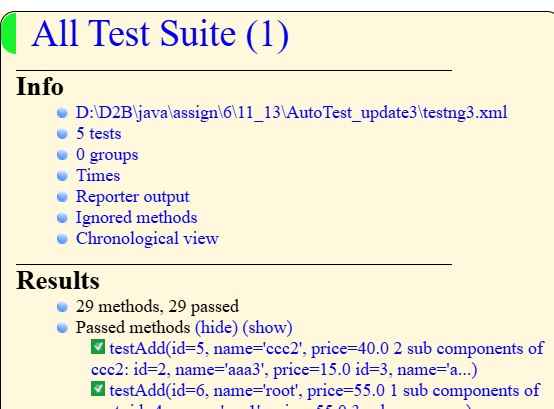 All Test Suite (1)
Info
D:\D2B\java\assign\6\11_13\AutoTest_update3\testng3.xml
5 tests
0 groups
Times
Reporter output
Ignored methods
Chronological view
Results
29 methods, 29 passed
Passed methods (hide) (show)
testAdd(id=5, name='ccc2', price=40.0 2 sub components of
ccc2: id=2, name='aaa3', price=15.0 id=3, name='a...)
testAdd(id=6, name='root', price=55.0 1 sub components of